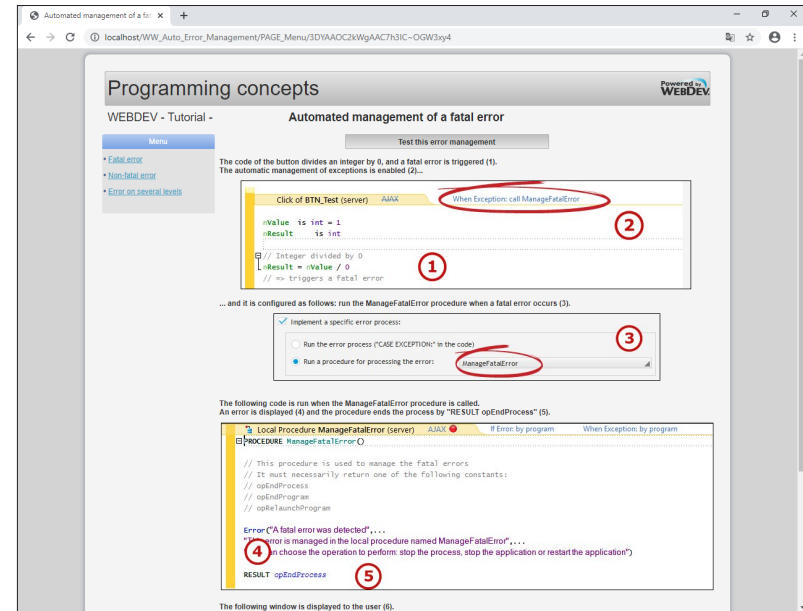 Automated management of a fat
localhost/WW_Auto_Error_Management/PAGE_Menu/3DYAAOC2kWgAAC7h3IC~OGW3xy4
Programming concepts
Powered by
WEBDEV.
WEBDEV - Tutorial -
Automated management of a fatal error
Menu
Test this error management
Fatal error
Non-fatal error
Error on several levels
The code of the button divides an integer by 0, and a fatal error is triggered (1).
The automatic management of exceptions is enabled (2)...
Click of BTN_Test (server) AJAX When Exception: call ManageFatalError
2
nValue is int = 1
nResult is int
// Integer divided by 0
nResult = nValue / 0
// => triggers a fatal error
1
... and it is configured as follows: run the ManageFatalError procedure when a fatal error occurs (3).
Implement a specific error process:
Run the error process ("CASE EXCEPTION:" in the code)
Run a procedure for processing the error: ManageFatalError
3
The following code is run when the ManageFatalError procedure is called.
An error is displayed (4) and the procedure ends the process by "RESULT opEndProcess" (5).
Local Procedure ManageFatalError (server) AJAX If Error: by program When Exception: by program
PROCEDURE ManageFatalError()
// This procedure is used to manage the fatal errors
// It must necessarily return one of the following constants:
// opEndProcess
// opEndProgram
// opRelaunchProgram
Error("A fatal error was detected",...
error is managed in the local procedure named ManageFatalError",...
4
choose the operation to perform: stop the process, stop the application or restart the application")
RESULT opEndProcess
5
The following window is displayed to the user (6).